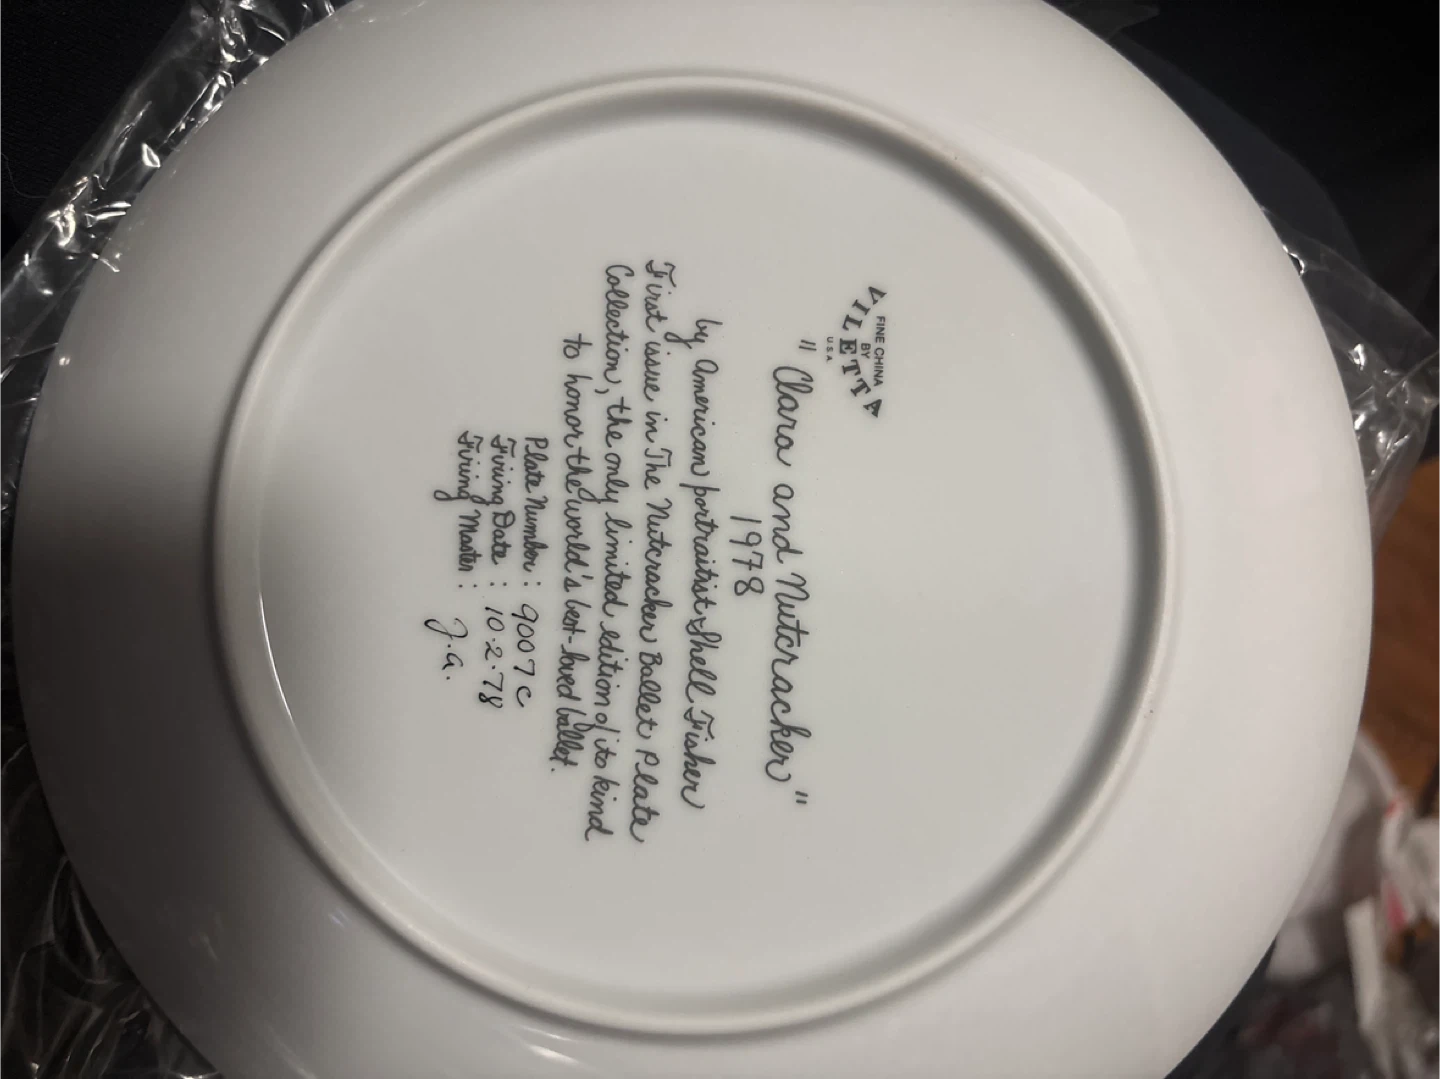 FINE CHINA
BY
VILETTA
U.S.A
"Clara and Nutcracker"
1978
by American portraitist Shell Fisher
First issue in The Nutcracker Ballet Plate
Collection, the only limited edition of its kind
to honor the world's best-loved ballet.
Plate Number: 9007C
Firing Date: 10·2·78
Firing Master: J.a.